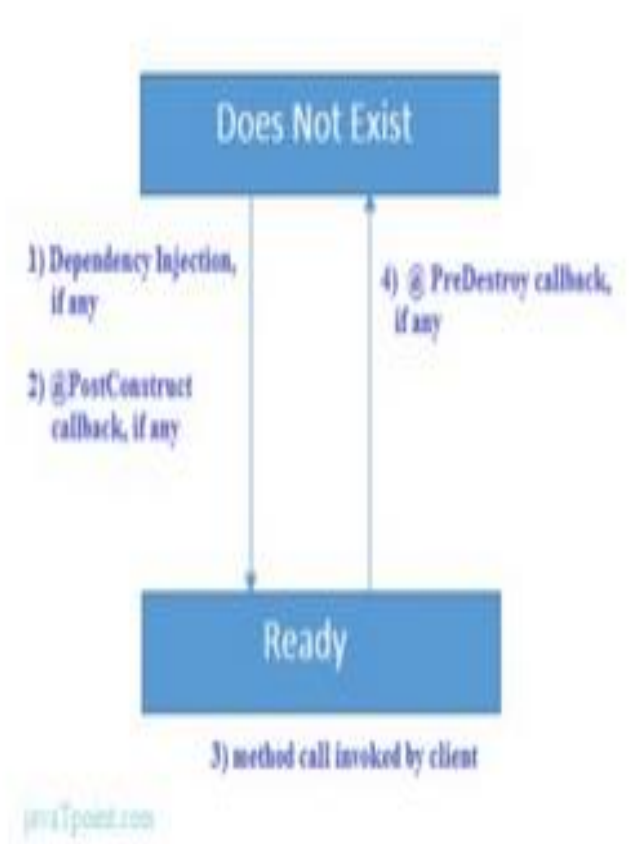 Does Not Exist
1) Dependency Injection,
if any
2) @PostConstruct
callback, if any
4) @ PreDestroy callback,
if any
Ready
3) method call invoked by client
javaTpoint.com